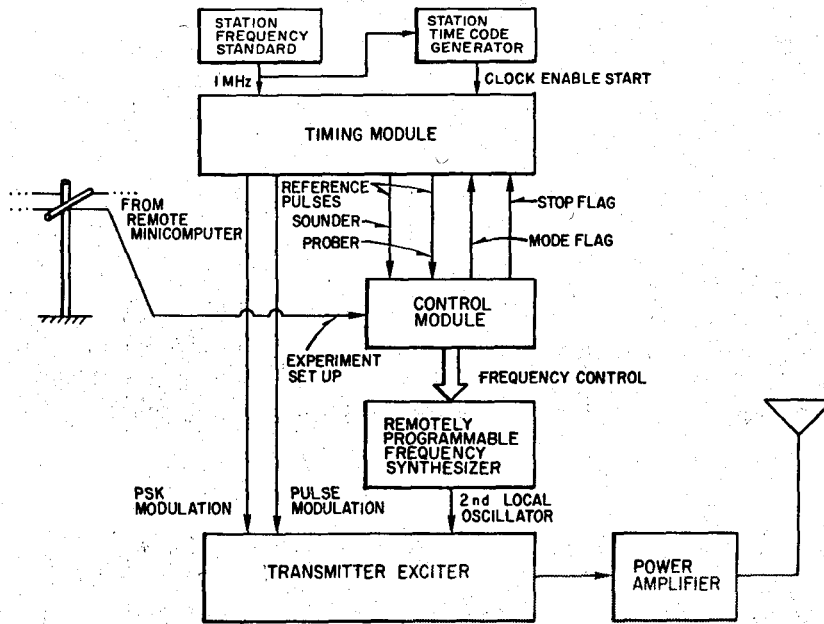 STATION
FREQUENCY
STANDARD
STATION
TIME CODE
GENERATOR
1 MHz
CLOCK ENABLE START
TIMING MODULE
FROM
REMOTE
MINICOMPUTER
REFERENCE
PULSES
SOUNDER
PROBER
STOP FLAG
MODE FLAG
CONTROL
MODULE
EXPERIMENT
SET UP
FREQUENCY CONTROL
REMOTELY
PROGRAMMABLE
FREQUENCY
SYNTHESIZER
PSK
MODULATION
PULSE
MODULATION
2nd LOCAL
OSCILLATOR
TRANSMITTER EXCITER
POWER
AMPLIFIER